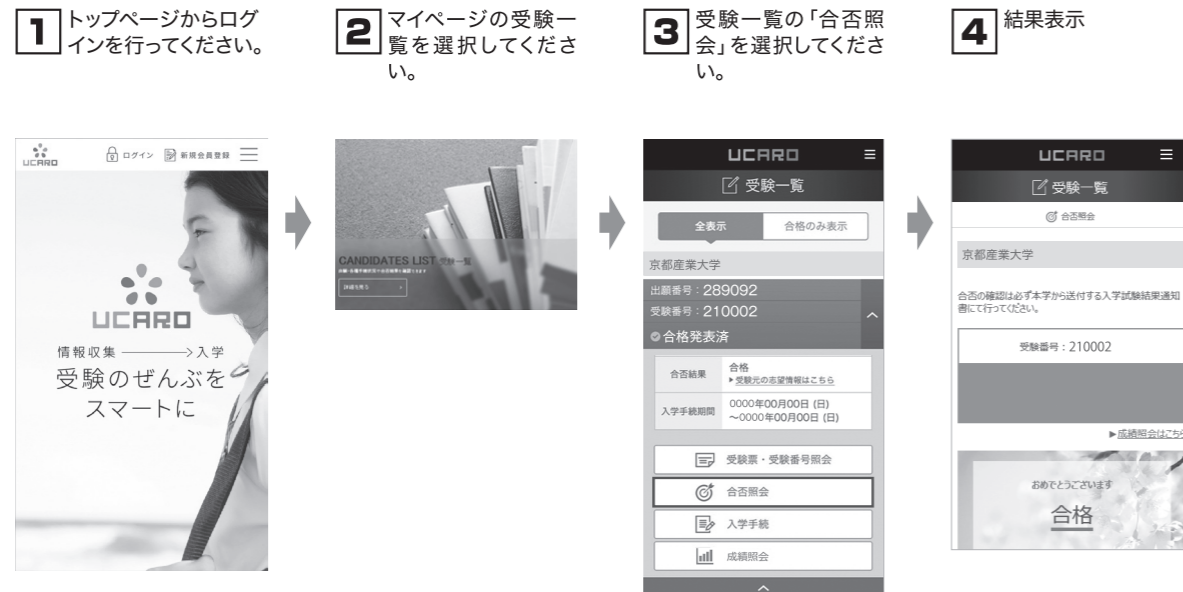 1 トップページからログ
インを行ってください。
2 マイページの受験一
覧を選択してくださ
い。
3 受験一覧の「合否照
会」を選択してくださ
い。
4 結果表示
UCARO
ログイン
新規会員登録
UCARO
情報収集 → 入学
受験のぜんぶを
スマートに
CANDIDATES LIST 受験一覧
詳細を見る
UCARO
受験一覧
全表示
合格のみ表示
京都産業大学
出願番号：289092
受験番号：210002
合格発表済
合否結果
合格
▶受験元の志望情報はこちら
入学手続期間
0000年00月00日 (日)
～0000年00月00日 (日)
受験票・受験番号照会
合否照会
入学手続
成績照会
UCARO
受験一覧
合否照会
京都産業大学
合否の確認は必ず本学から送付する入学試験結果通知
書にて行ってください。
受験番号：210002
▶成績照会はこちら
おめでとうございます
合格